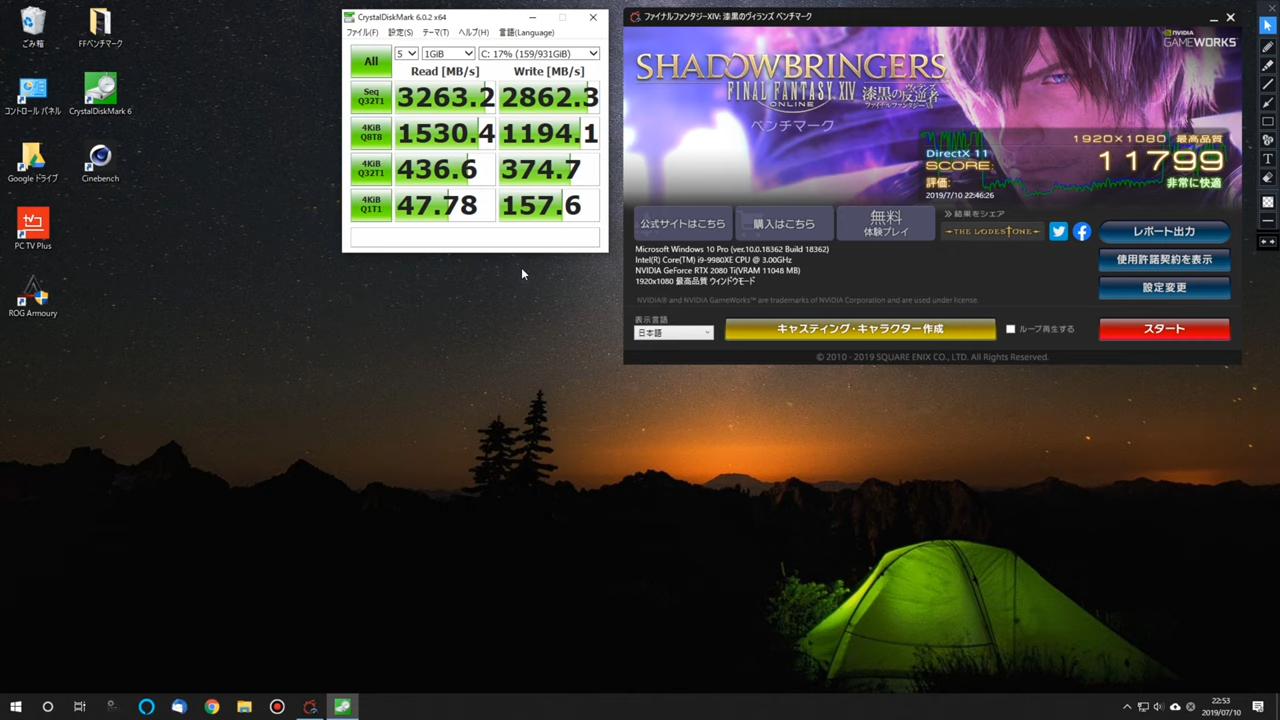 ごみ箱
FFベンチマーク
コントロール パネル
CrystalDiskMark 6
Google ドライブ
Cinebench
PC TV Plus
ROG Armoury
CrystalDiskMark 6.0.2 x64
ファイル(F) 設定(S) テーマ(T) ヘルプ(H) 言語(Language)
All
5
1GiB
C: 17% (159/931GiB)
Read [MB/s] Write [MB/s]
Seq Q32T1 3263.2 2862.3
4KiB Q8T8 1530.4 1194.1
4KiB Q32T1 436.6 374.7
4KiB Q1T1 47.78 157.6
ファイナルファンタジーXIV: 漆黒のヴィランズ ベンチマーク
NVIDIA
GAMEWORKS
SHADOWBRINGERS
FINAL FANTASY XIV
ONLINE
漆黒の反逆者
ファイナルファンタジーXIV
ベンチマーク
1920×1080 最高品質
DirectX 11
SCORE:
11799
評価:
非常に快適
2019/7/10 22:46:26
公式サイトはこちら
購入はこちら
無料
体験プレイ
結果をシェア
THE LODESTONE
レポート出力
使用許諾契約を表示
設定変更
Microsoft Windows 10 Pro (ver.10.0.18362 Build 18362)
Intel(R) Core(TM) i9-9980XE CPU @ 3.00GHz
NVIDIA GeForce RTX 2080 Ti(VRAM 11048 MB)
1920x1080 最高品質 ウィンドウモード
NVIDIA® and NVIDIA GameWorks™ are trademarks of NVIDIA Corporation and are used under license.
表示言語
日本語
キャスティング・キャラクター作成
ループ再生する
スタート
© 2010 - 2019 SQUARE ENIX CO., LTD. All Rights Reserved.
22:53
2019/07/10